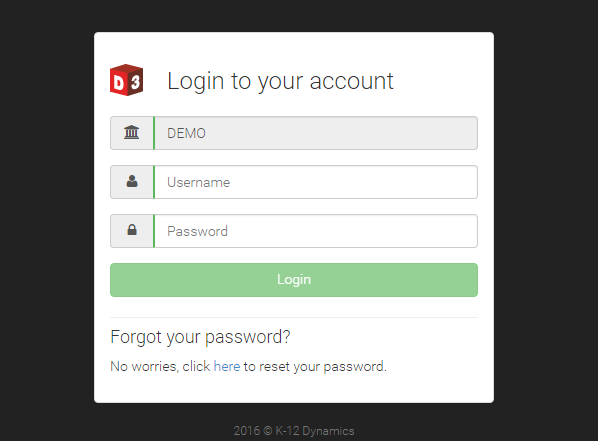 D3
Login to your account
DEMO
Username
Password
Login
Forgot your password?
No worries, click here to reset your password.
2016 © K-12 Dynamics